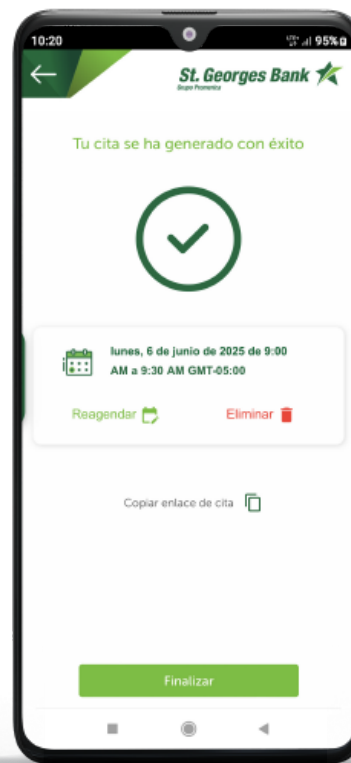 10:20
95%
St. Georges Bank
Grupo Promerica
Tu cita se ha generado con éxito
lunes, 6 de junio de 2025 de 9:00
AM a 9:30 AM GMT-05:00
Reagendar
Eliminar
Copiar enlace de cita
Finalizar